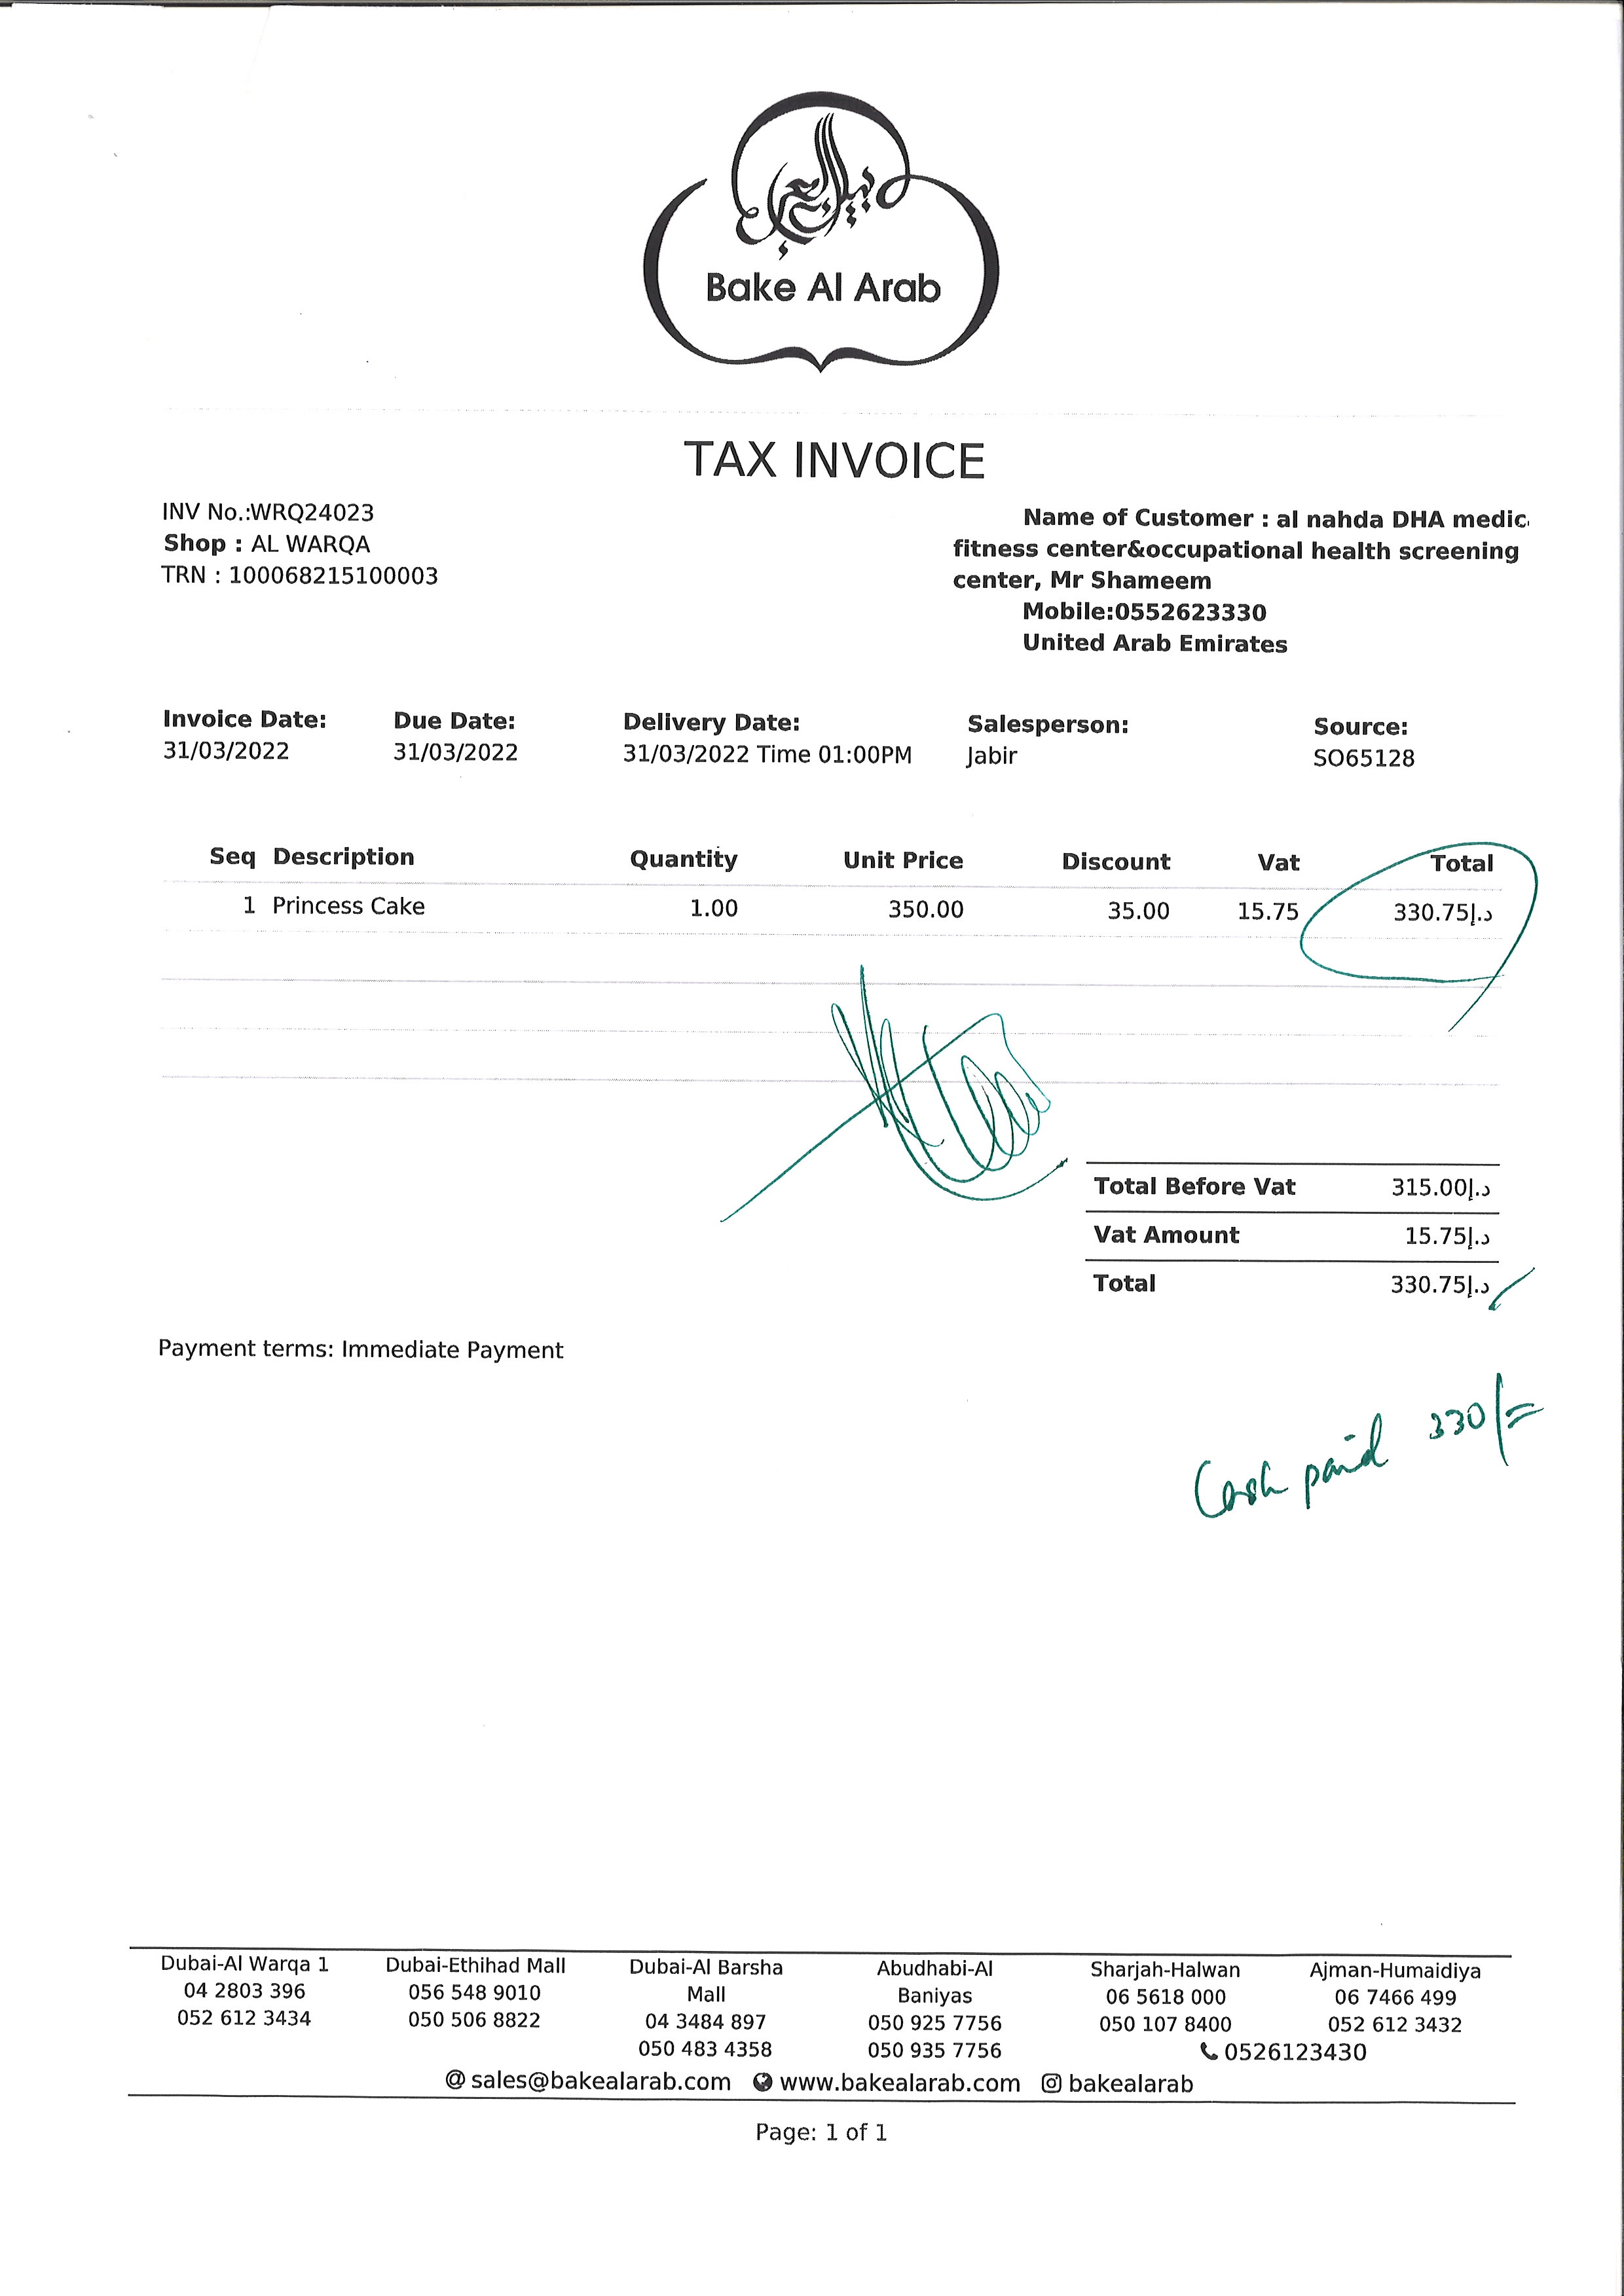 Bake Al Arab
TAX INVOICE
INV No.:WRQ24023
Shop : AL WARQA
TRN : 100068215100003
Name of Customer : al nahda DHA medic
fitness center&occupational health screening
center, Mr Shameem
Mobile:0552623330
United Arab Emirates
Invoice Date: Due Date: Delivery Date: Salesperson: Source:
31/03/2022 31/03/2022 31/03/2022 Time 01:00PM Jabir SO65128
Seq Description Quantity Unit Price Discount Vat Total
1 Princess Cake 1.00 350.00 35.00 15.75 330.75د.إ
Total Before Vat 315.00د.إ
Vat Amount 15.75د.إ
Total 330.75د.إ
Payment terms: Immediate Payment
Cash paid 330/=
Dubai-Al Warqa 1 Dubai-Ethihad Mall Dubai-Al Barsha Abudhabi-Al Sharjah-Halwan Ajman-Humaidiya
04 2803 396 056 548 9010 Mall Baniyas 06 5618 000 06 7466 499
052 612 3434 050 506 8822 04 3484 897 050 925 7756 050 107 8400 052 612 3432
050 483 4358 050 935 7756 0526123430
@ sales@bakealarab.com www.bakealarab.com bakealarab
Page: 1 of 1